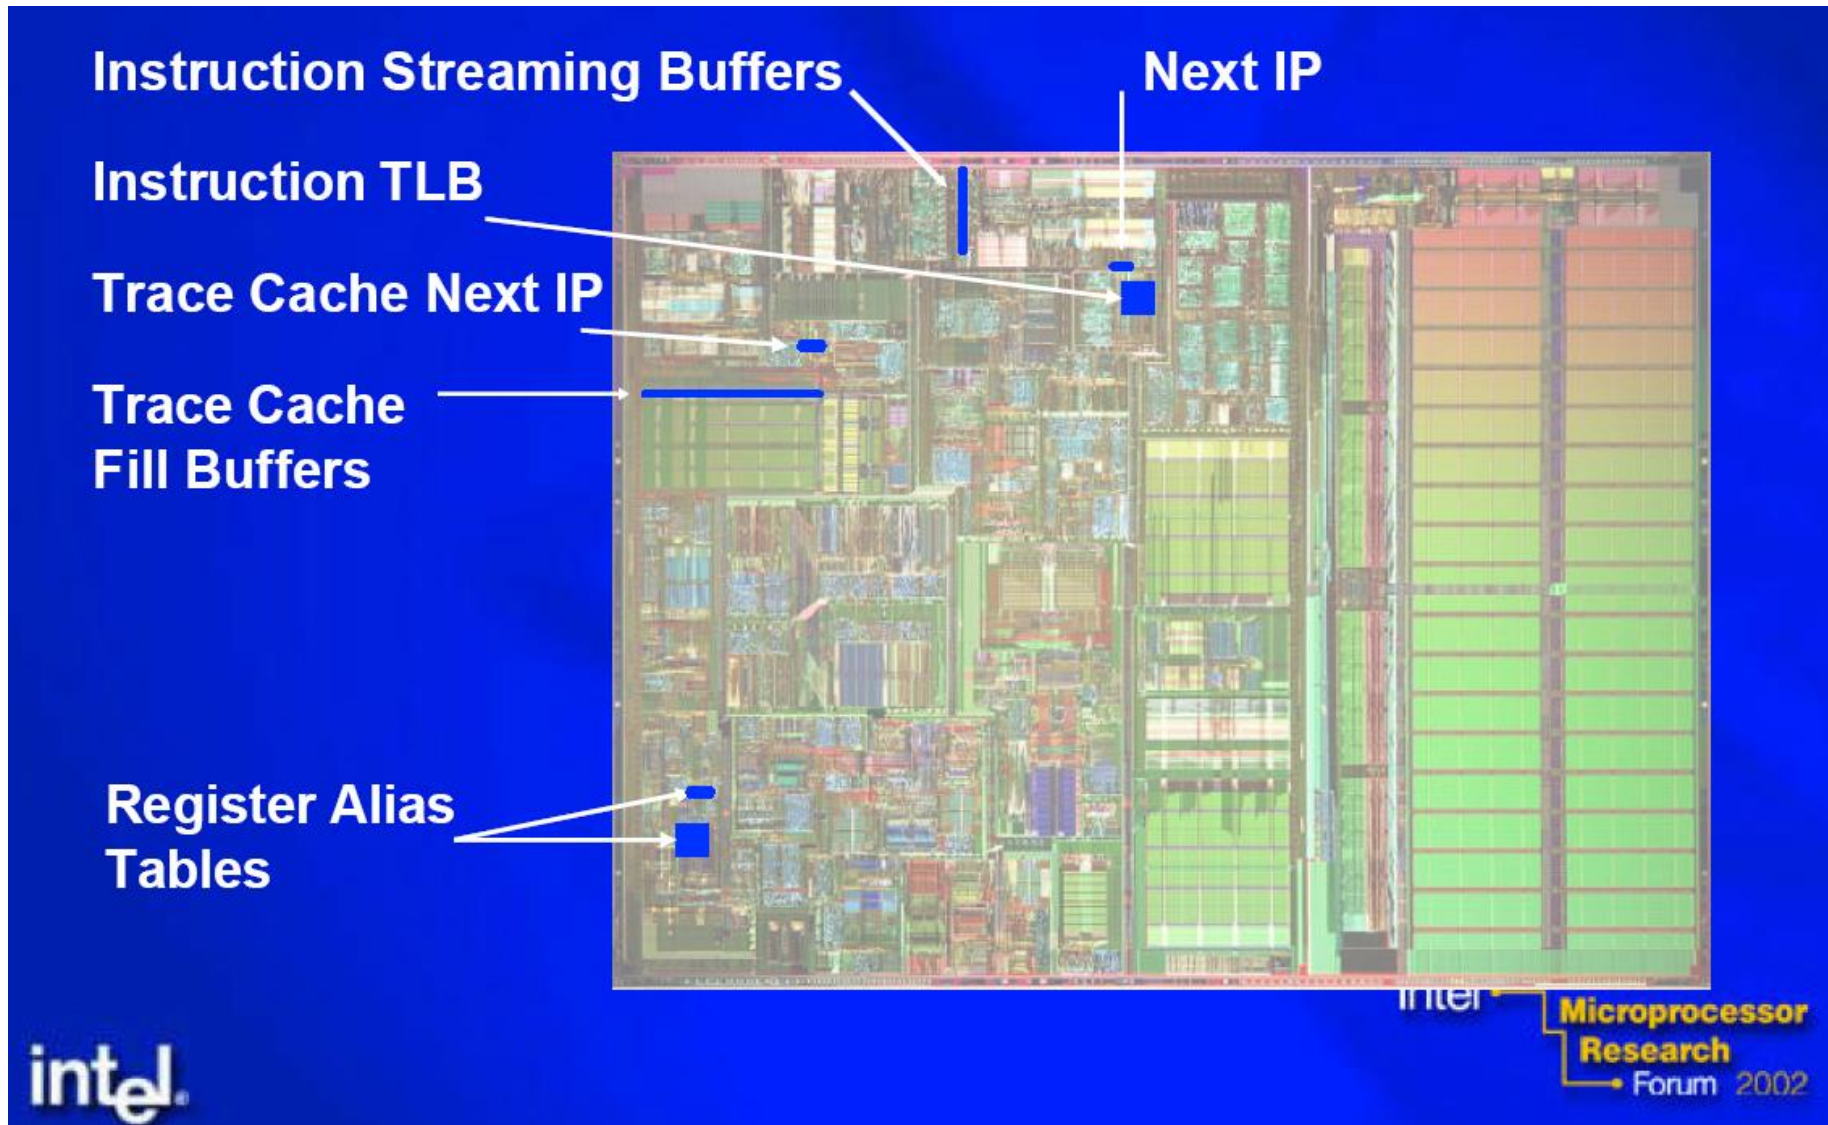 Instruction Streaming Buffers
Next IP
Instruction TLB
Trace Cache Next IP
Trace Cache
Fill Buffers
Register Alias
Tables
intel.
Intel
Microprocessor
Research
Forum 2002